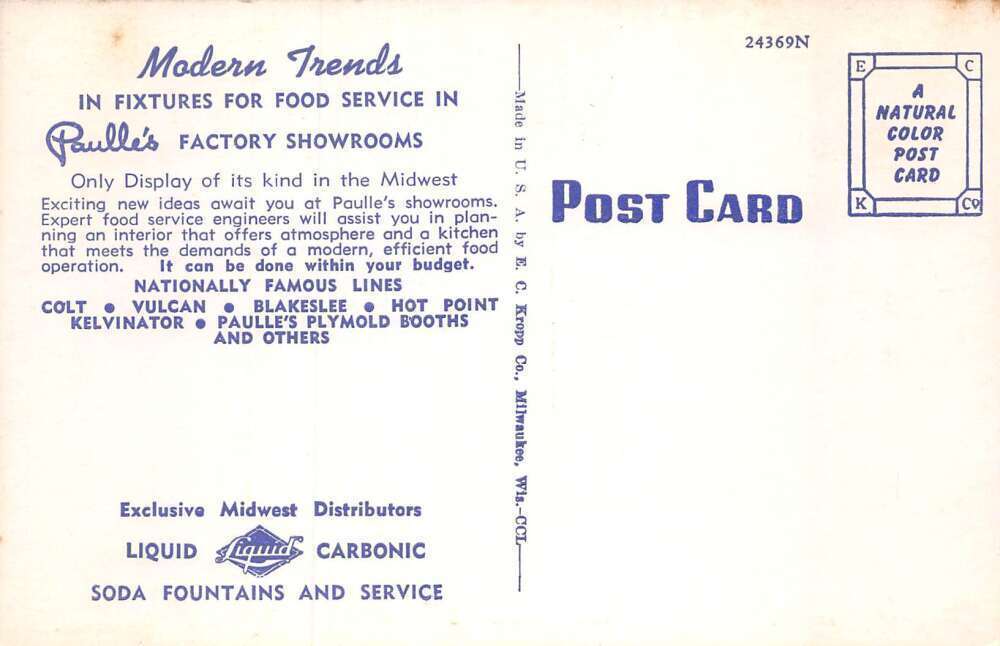 Modern Trends
IN FIXTURES FOR FOOD SERVICE IN
Paulle's FACTORY SHOWROOMS
Only Display of its kind in the Midwest
Exciting new ideas await you at Paulle's showrooms.
Expert food service engineers will assist you in plan-
ning an interior that offers atmosphere and a kitchen
that meets the demands of a modern, efficient food
operation. It can be done within your budget.
NATIONALLY FAMOUS LINES
COLT ● VULCAN ● BLAKESLEE ● HOT POINT
KELVINATOR ● PAULLE'S PLYMOLD BOOTHS
AND OTHERS
Exclusive Midwest Distributors
LIQUID Liquid CARBONIC
SODA FOUNTAINS AND SERVICE
Made in U. S. A. by E. C. Kropp Co., Milwaukee, Wis.-CCL
24369N
POST CARD
E C
A
NATURAL
COLOR
POST
CARD
K Co